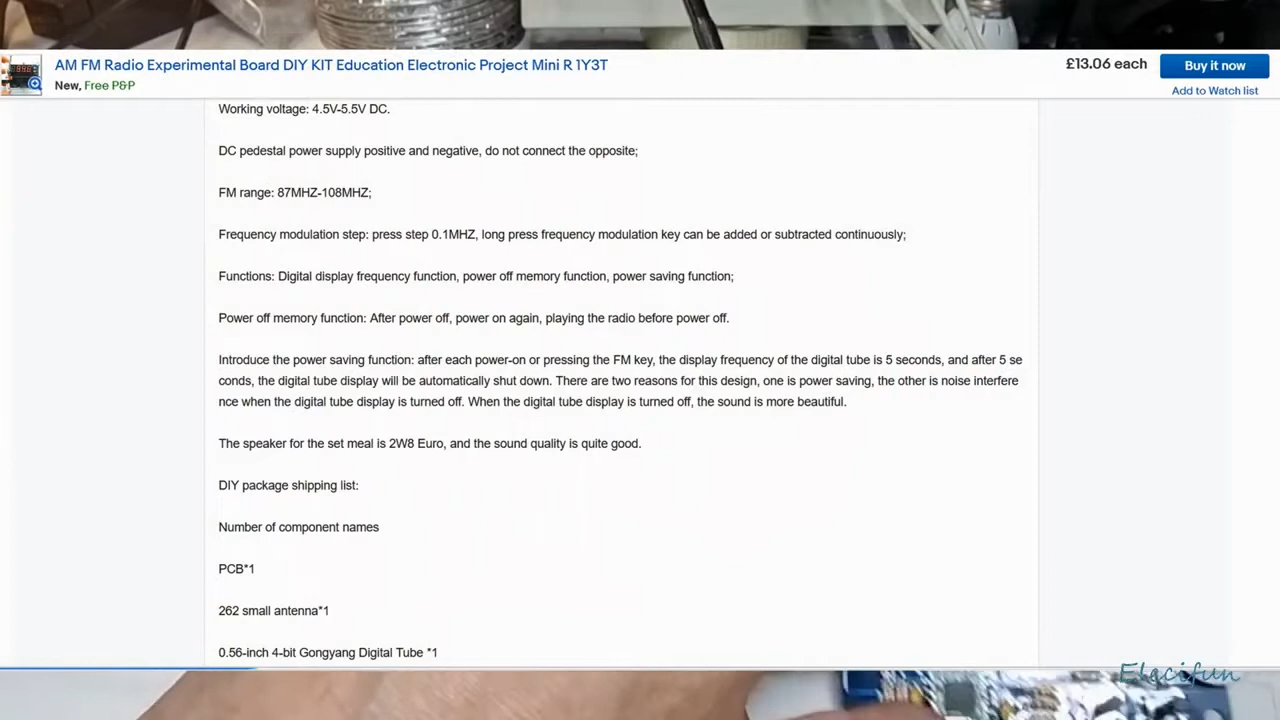 AM FM Radio Experimental Board DIY KIT Education Electronic Project Mini R 1Y3T
£13.06 each
Buy it now
New, Free P&P
Add to Watch list
Working voltage: 4.5V-5.5V DC.
DC pedestal power supply positive and negative, do not connect the opposite;
FM range: 87MHZ-108MHZ;
Frequency modulation step: press step 0.1MHZ, long press frequency modulation key can be added or subtracted continuously;
Functions: Digital display frequency function, power off memory function, power saving function;
Power off memory function: After power off, power on again, playing the radio before power off.
Introduce the power saving function: after each power-on or pressing the FM key, the display frequency of the digital tube is 5 seconds, and after 5 se
conds, the digital tube display will be automatically shut down. There are two reasons for this design, one is power saving, the other is noise interfere
nce when the digital tube display is turned off. When the digital tube display is turned off, the sound is more beautiful.
The speaker for the set meal is 2W8 Euro, and the sound quality is quite good.
DIY package shipping list:
Number of component names
PCB*1
262 small antenna*1
0.56-inch 4-bit Gongyang Digital Tube *1
Elecifun